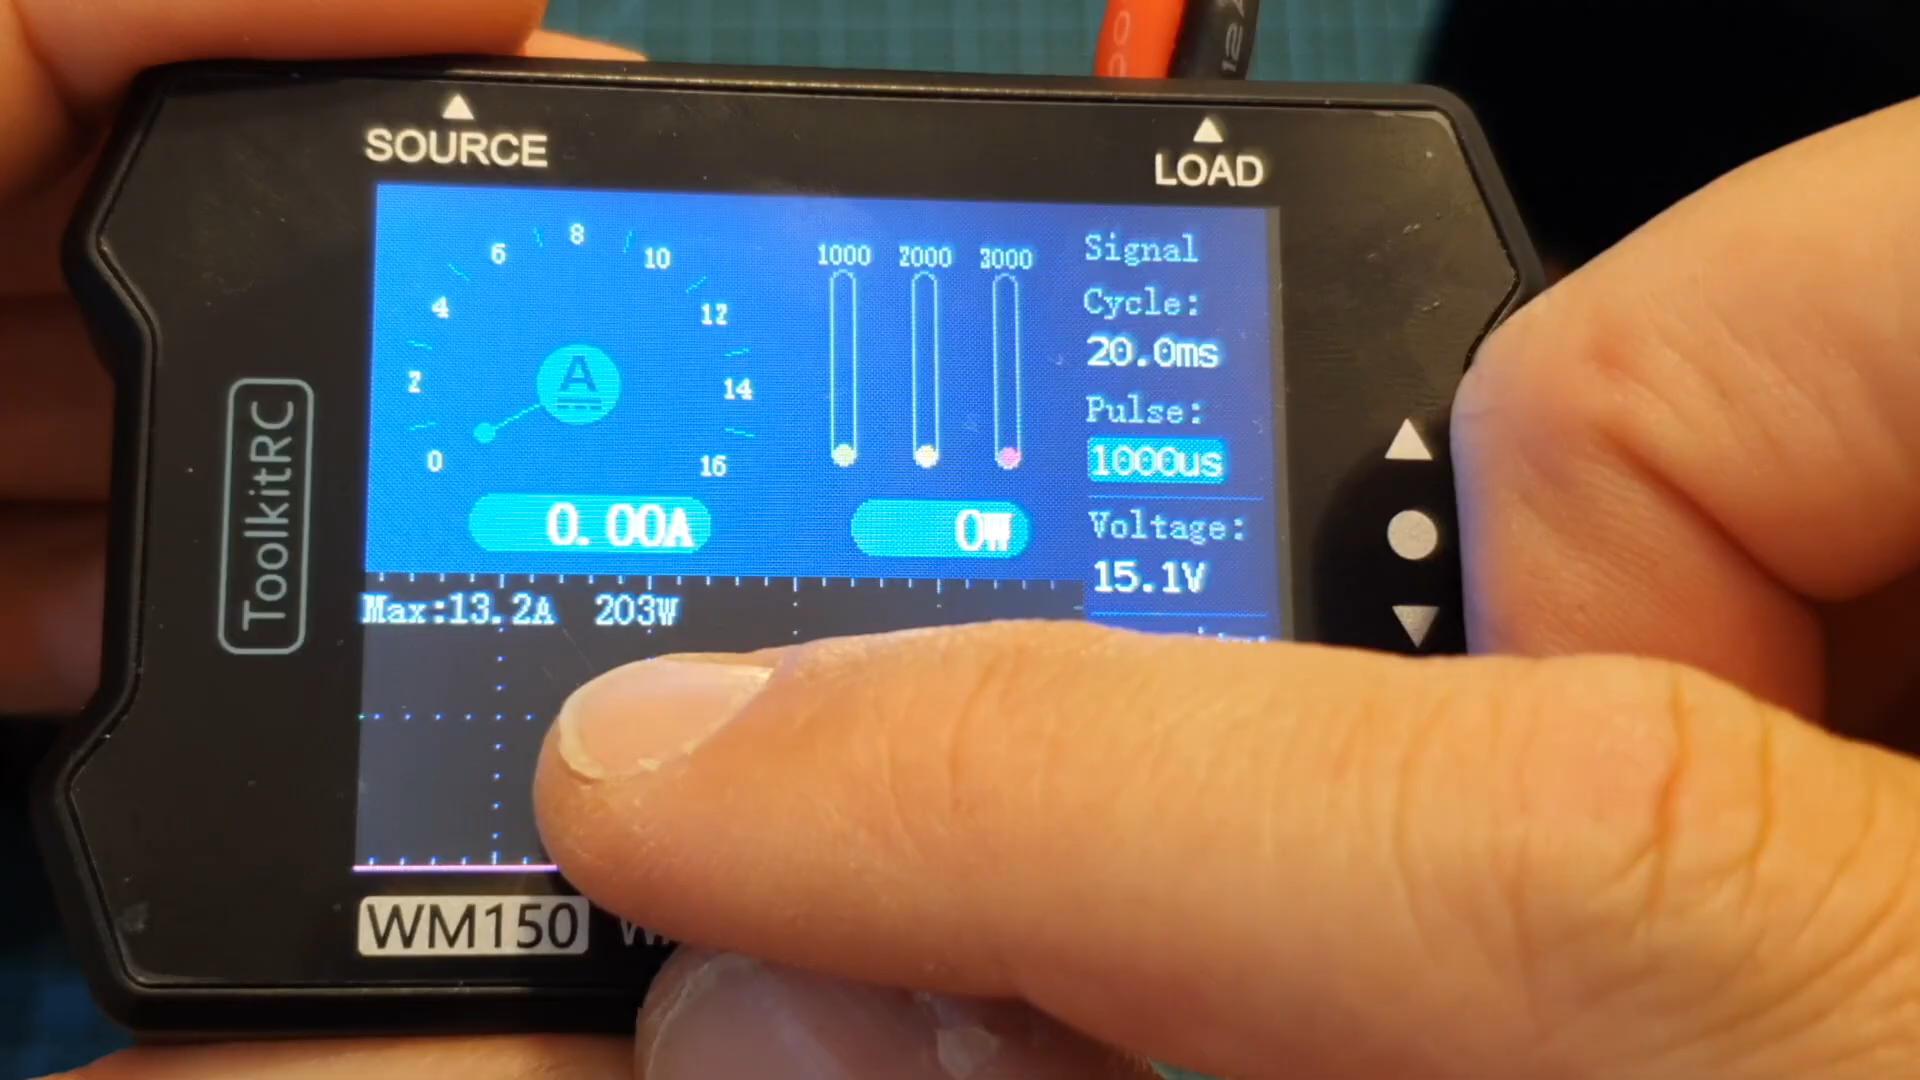 SOURCE
LOAD
ToolkitRC
0
2
4
6
8
10
12
14
16
A
0.00A
1000 2000 3000
0W
Signal
Cycle:
20.0ms
Pulse:
1000us
Voltage:
15.1V
Max:13.2A 203W
WM150
12